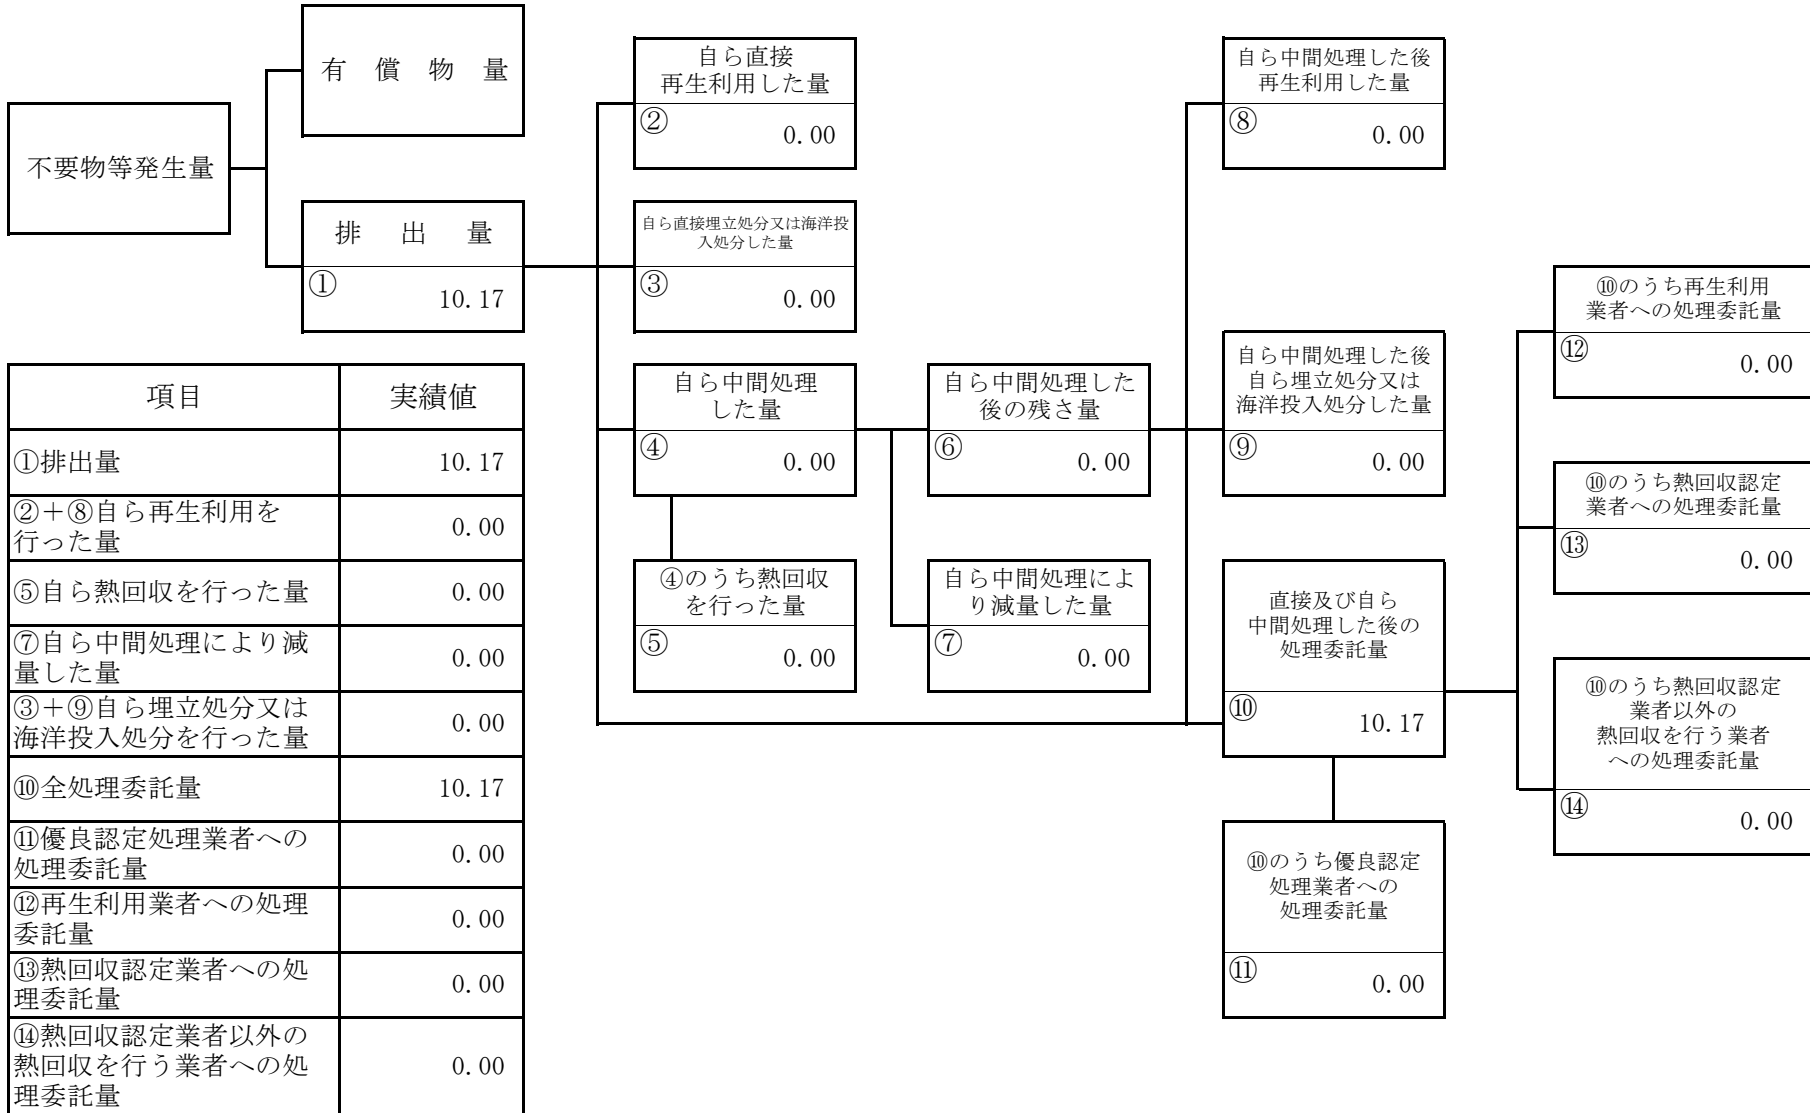 有 償 物 量
不要物等発生量
排 出 量
①
10.17
自ら直接
再生利用した量
②
0.00
自ら直接埋立処分又は海洋投
入処分した量
③
0.00
自ら中間処理
した量
④
0.00
④のうち熱回収
を行った量
⑤
0.00
自ら中間処理した
後の残さ量
⑥
0.00
自ら中間処理によ
り減量した量
⑦
0.00
自ら中間処理した後
再生利用した量
⑧
0.00
自ら中間処理した後
自ら埋立処分又は
海洋投入処分した量
⑨
0.00
直接及び自ら
中間処理した後の
処理委託量
⑩
10.17
⑩のうち優良認定
処理業者への
処理委託量
⑪
0.00
⑩のうち再生利用
業者への処理委託量
⑫
0.00
⑩のうち熱回収認定
業者への処理委託量
⑬
0.00
⑩のうち熱回収認定
業者以外の
熱回収を行う業者
への処理委託量
⑭
0.00
項目 実績値
①排出量 10.17
②+⑧自ら再生利用を
行った量 0.00
⑤自ら熱回収を行った量 0.00
⑦自ら中間処理により減
量した量 0.00
③+⑨自ら埋立処分又は
海洋投入処分を行った量 0.00
⑩全処理委託量 10.17
⑪優良認定処理業者への
処理委託量 0.00
⑫再生利用業者への処理
委託量 0.00
⑬熱回収認定業者への処
理委託量 0.00
⑭熱回収認定業者以外の
熱回収を行う業者への処 0.00
理委託量